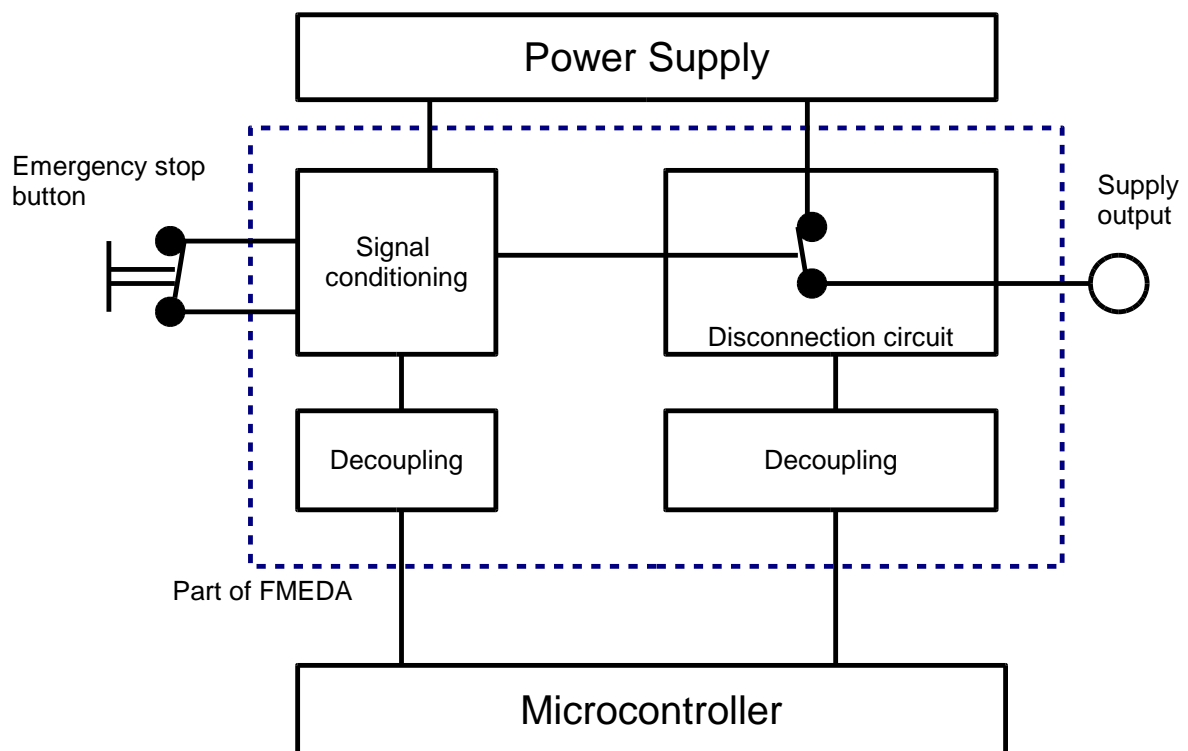 Power Supply
Emergency stop
button
Supply
output
Signal
conditioning
Disconnection circuit
Decoupling
Decoupling
Part of FMEDA
Microcontroller